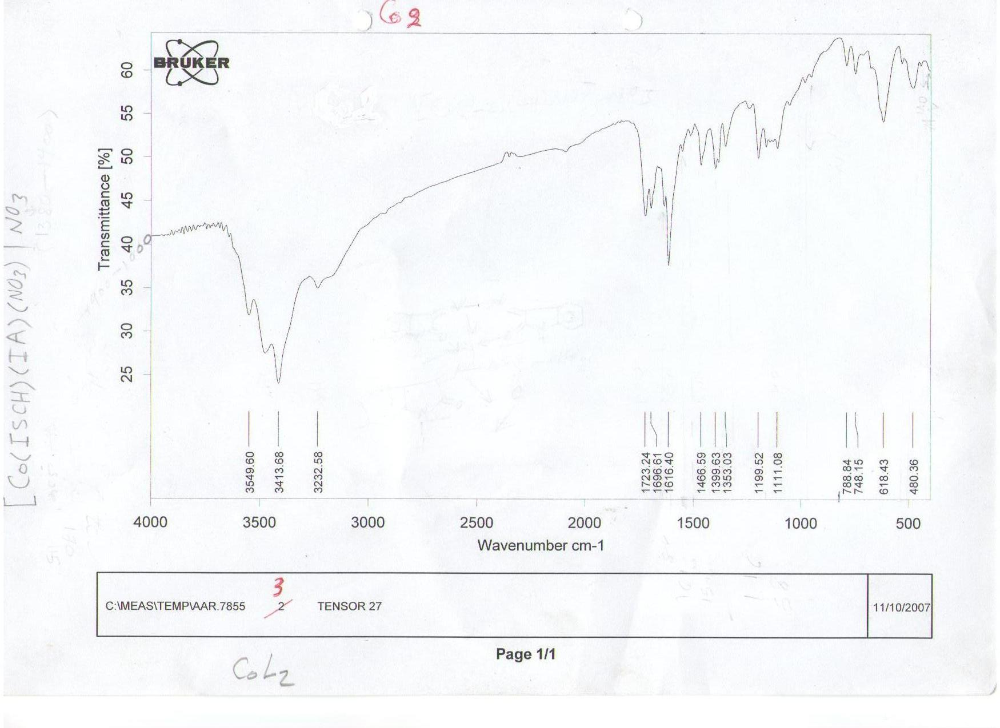 Co 2
BRUKER
Transmittance [%]
60
55
50
45
40
35
30
25
3549.60
3413.68
3232.58
1723.24
1696.61
1616.40
1466.59
1399.63
1353.03
1199.52
1111.08
788.84
748.15
618.43
480.36
4000 3500 3000 2500 2000 1500 1000 500
Wavenumber cm-1
[Co(ISCH)(IA)(NO3)] NO3
3
C:\MEAS\TEMP\AAR.7855 2 TENSOR 27 11/10/2007
Page 1/1
CoL2